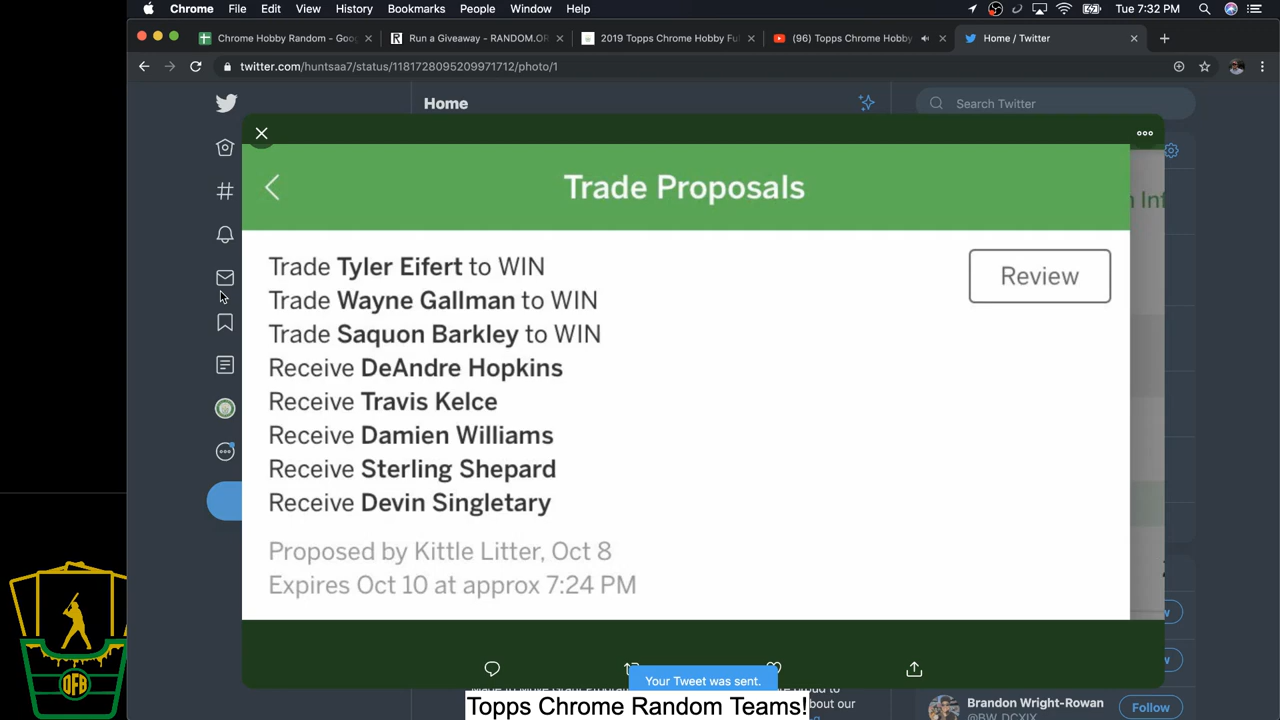 Chrome File Edit View History Bookmarks People Window Help Tue 7:32 PM
Chrome Hobby Random - Goo Run a Giveaway - RANDOM.OR 2019 Topps Chrome Hobby Ful (96) Topps Chrome Hobby Home / Twitter
twitter.com/huntsaa7/status/1181728095209971712/photo/1
Home Search Twitter
Trade Proposals
Trade Tyler Eifert to WIN Review
Trade Wayne Gallman to WIN
Trade Saquon Barkley to WIN
Receive DeAndre Hopkins
Receive Travis Kelce
Receive Damien Williams
Receive Sterling Shepard
Receive Devin Singletary
Proposed by Kittle Litter, Oct 8
Expires Oct 10 at approx 7:24 PM
Your Tweet was sent.
about our
Topps Chrome Random Teams!
Brandon Wright-Rowan
@BW_DCXIX
Follow
OFB